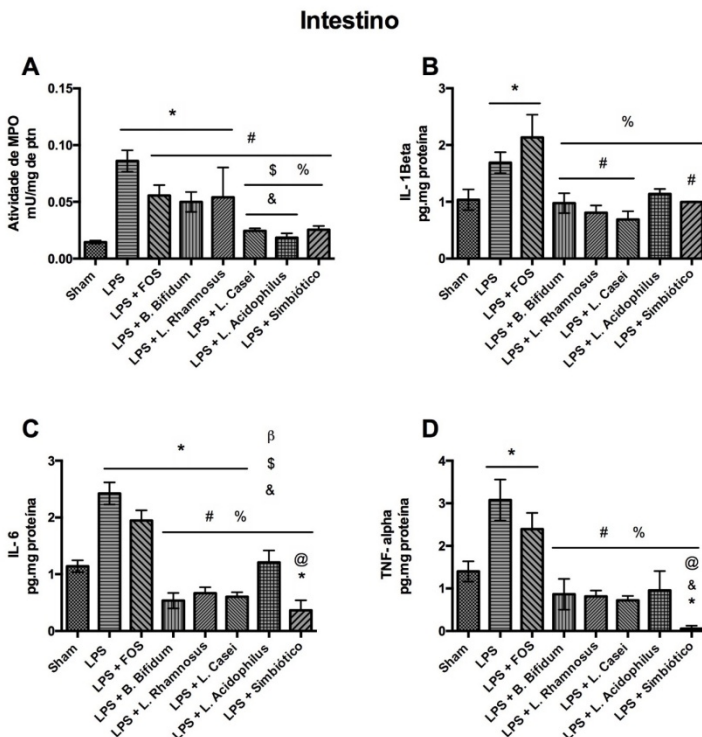 Intestino
A
Atividade de MPO
mU/mg de ptn
0.15
0.10
0.05
0.00
*
#
$ %
&
Sham
LPS
LPS + FOS
LPS + B. Bifidum
LPS + L. Rhamnosus
LPS + L. Casei
LPS + L. Acidophilus
LPS + Simbiótico
B
IL-1Beta
pg.mg proteína
3
2
1
0
*
%
#
#
Sham
LPS
LPS + FOS
LPS + B. Bifidum
LPS + L. Rhamnosus
LPS + L. Casei
LPS + L. Acidophilus
LPS + Simbiótico
C
IL-6
pg.mg proteína
3
2
1
0
*
β
$
&
# %
@
*
Sham
LPS
LPS + FOS
LPS + B. Bifidum
LPS + L. Rhamnosus
LPS + L. Casei
LPS + L. Acidophilus
LPS + Simbiótico
D
TNF-alpha
pg.mg proteína
4
3
2
1
0
*
# %
@
&
*
Sham
LPS
LPS + FOS
LPS + B. Bifidum
LPS + L. Rhamnosus
LPS + L. Casei
LPS + L. Acidophilus
LPS + Simbiótico